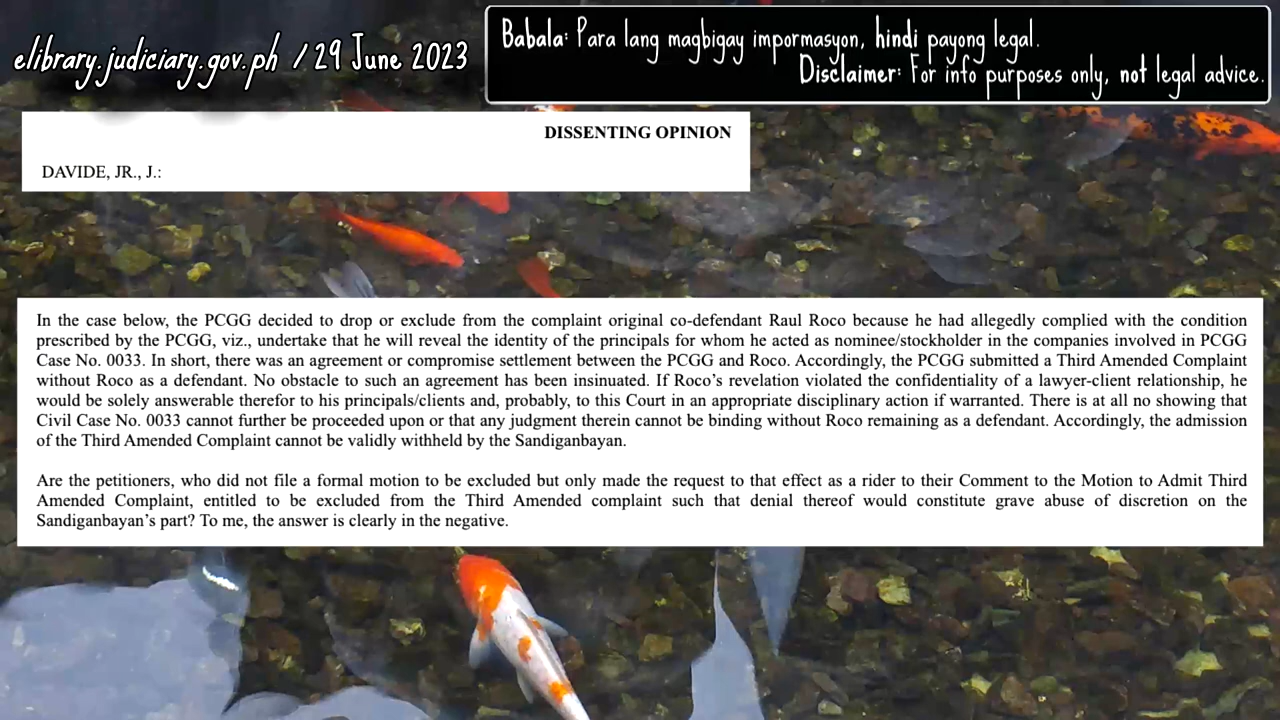 elibrary.judiciary.gov.ph / 29 June 2023
Babala: Para lang magbigay impormasyon, hindi payong legal.
Disclaimer: For info purposes only, not legal advice.
DISSENTING OPINION
DAVIDE, JR., J.:
In the case below, the PCGG decided to drop or exclude from the complaint original co-defendant Raul Roco because he had allegedly complied with the condition
prescribed by the PCGG, viz., undertake that he will reveal the identity of the principals for whom he acted as nominee/stockholder in the companies involved in PCGG
Case No. 0033. In short, there was an agreement or compromise settlement between the PCGG and Roco. Accordingly, the PCGG submitted a Third Amended Complaint
without Roco as a defendant. No obstacle to such an agreement has been insinuated. If Roco's revelation violated the confidentiality of a lawyer-client relationship, he
would be solely answerable therefor to his principals/clients and, probably, to this Court in an appropriate disciplinary action if warranted. There is at all no showing that
Civil Case No. 0033 cannot further be proceeded upon or that any judgment therein cannot be binding without Roco remaining as a defendant. Accordingly, the admission
of the Third Amended Complaint cannot be validly withheld by the Sandiganbayan.
Are the petitioners, who did not file a formal motion to be excluded but only made the request to that effect as a rider to their Comment to the Motion to Admit Third
Amended Complaint, entitled to be excluded from the Third Amended complaint such that denial thereof would constitute grave abuse of discretion on the
Sandiganbayan's part? To me, the answer is clearly in the negative.